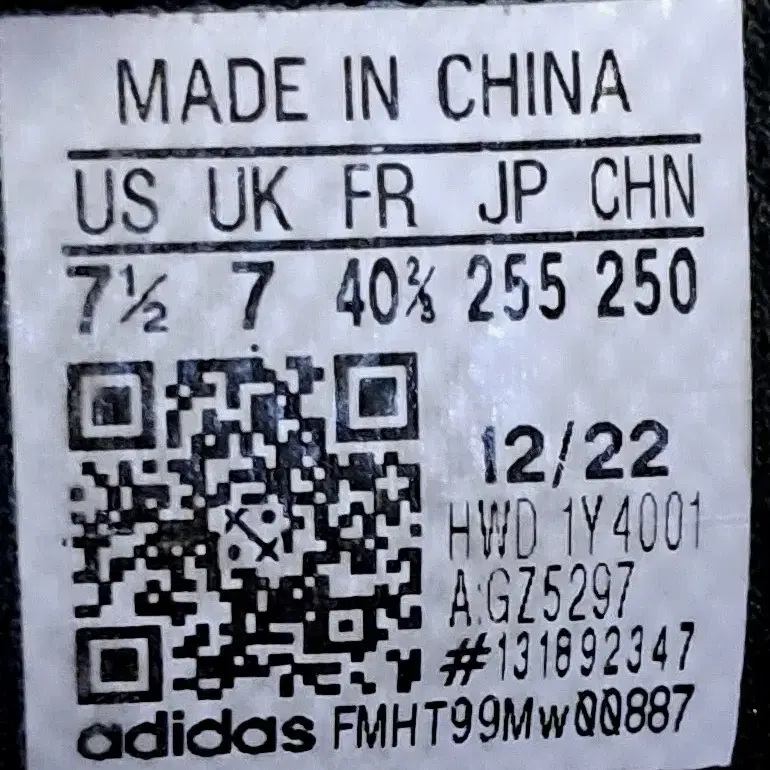 MADE IN CHINA
US UK FR JP CHN
7½ 7 40⅔ 255 250
12/22
HWD 1Y4001
A:GZ5297
#131892347
adidas FMHT99Mw00887